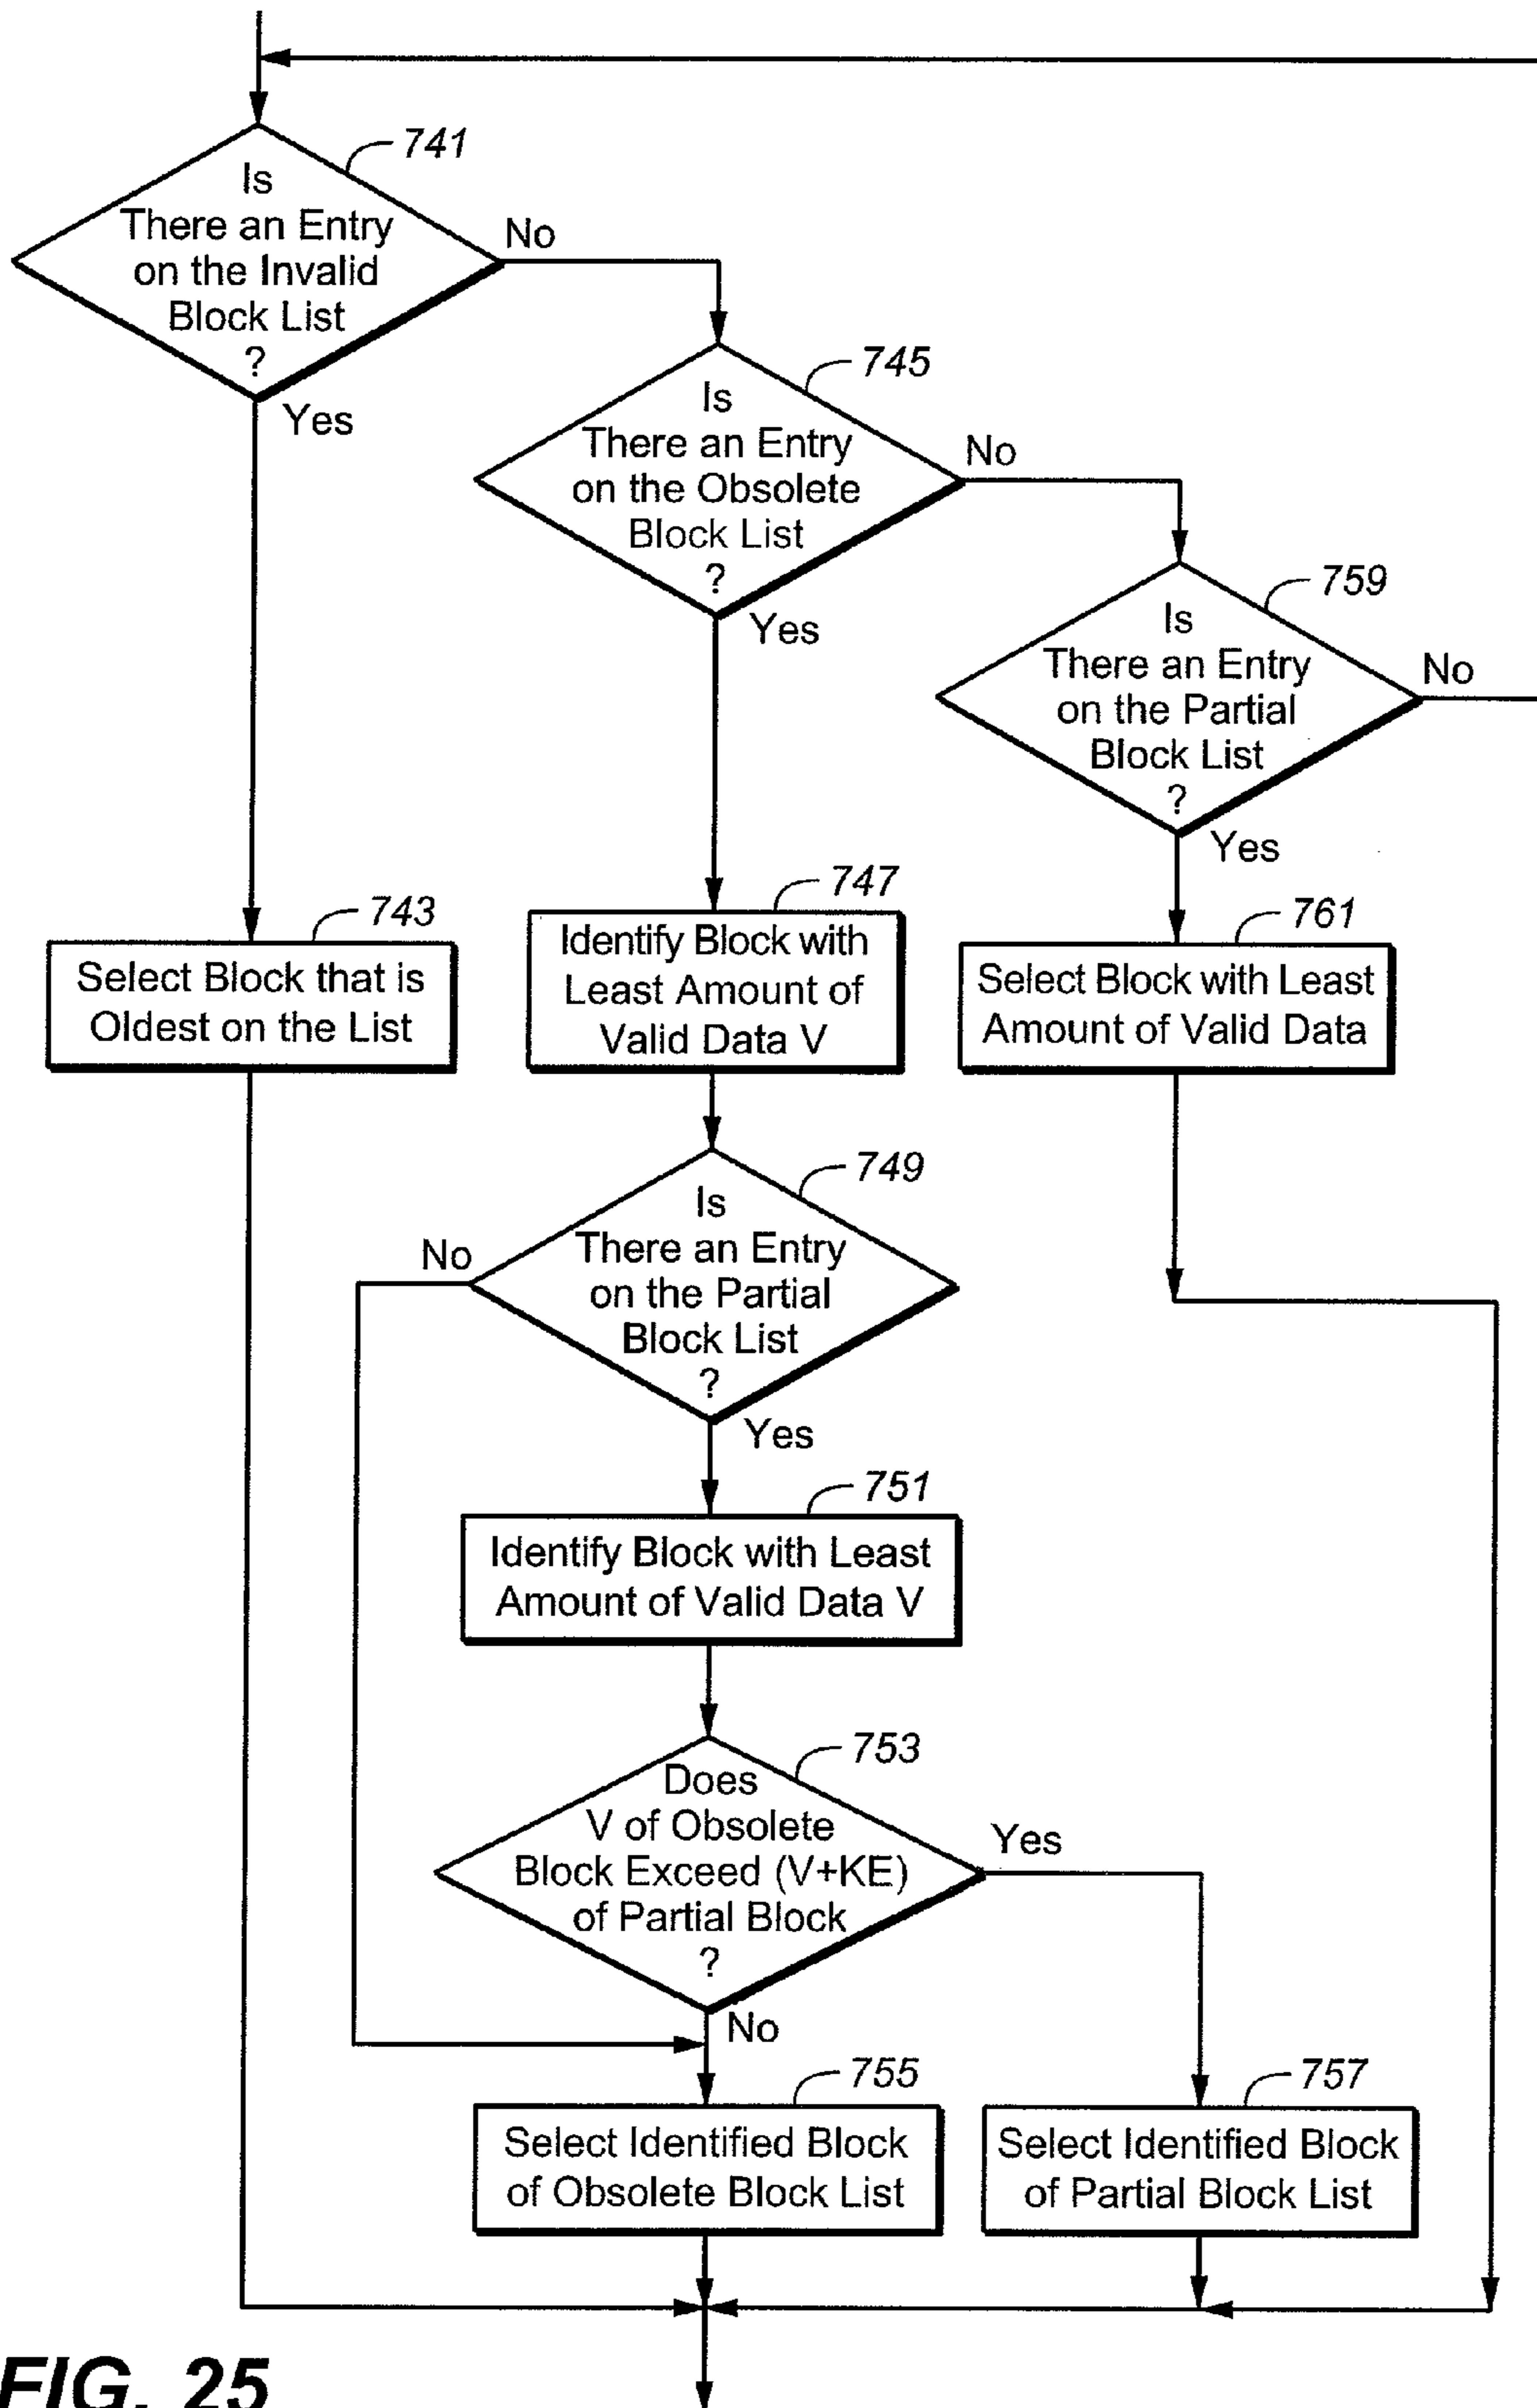 741
Is
There an Entry
on the Invalid
Block List
?
No
Yes
745
Is
There an Entry
on the Obsolete
Block List
?
No
Yes
759
Is
There an Entry
on the Partial
Block List
?
No
Yes
743
Select Block that is
Oldest on the List
747
Identify Block with
Least Amount of
Valid Data V
761
Select Block with Least
Amount of Valid Data
749
Is
There an Entry
on the Partial
Block List
?
No
Yes
751
Identify Block with Least
Amount of Valid Data V
753
Does
V of Obsolete
Block Exceed (V+KE)
of Partial Block
?
Yes
No
755
Select Identified Block
of Obsolete Block List
757
Select Identified Block
of Partial Block List
FIG. 25